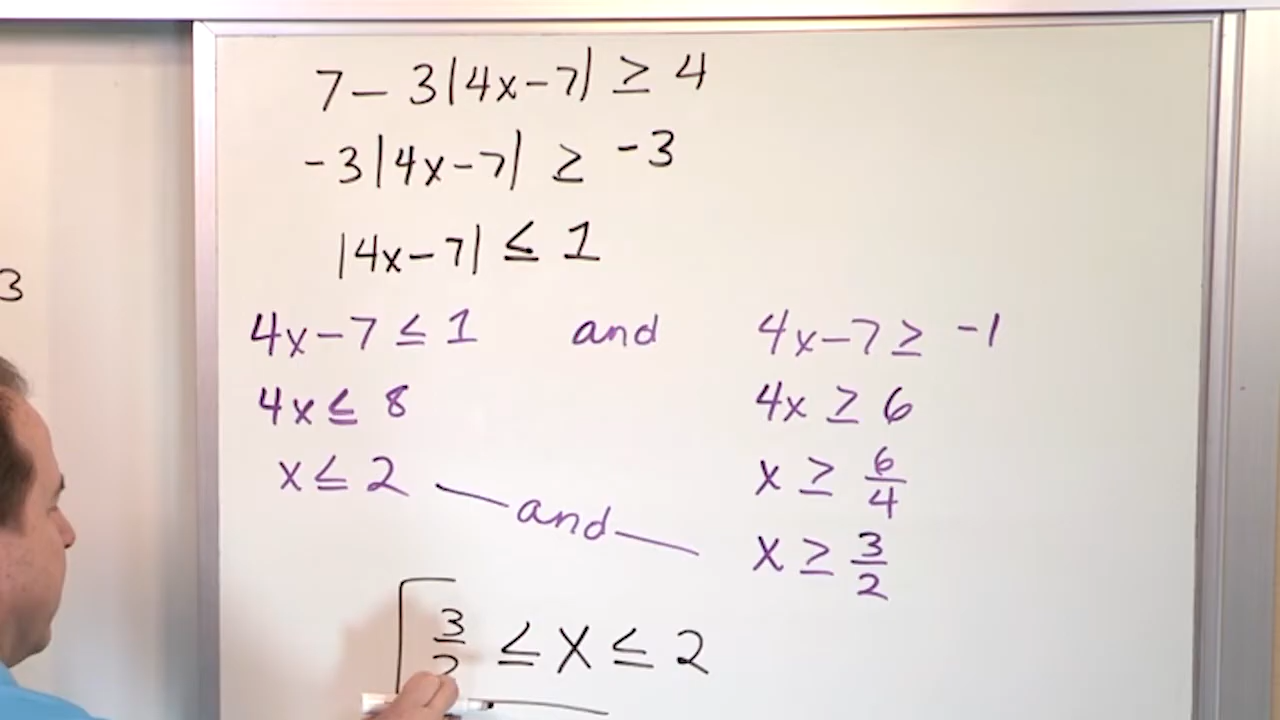 7 - 3|4x-7| ≥ 4
-3|4x-7| ≥ -3
|4x-7| ≤ 1
3
4x-7 ≤ 1 and 4x-7 ≥ -1
4x ≤ 8 4x ≥ 6
x ≤ 2 x ≥ 6/4
and
x ≥ 3/2
3/2 ≤ x ≤ 2